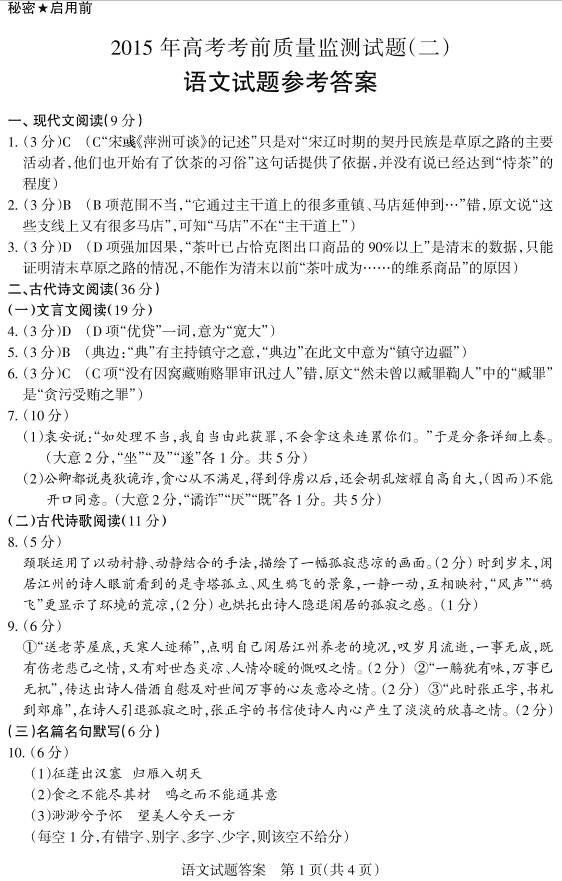 秘密★启用前
2015 年高考考前质量监测试题(二)
语文试题参考答案
一、现代文阅读(9 分)
1. (3 分)C (C“宋彧《萍洲可谈》的记述”只是对“宋辽时期的契丹民族是草原之路的主要
活动者,他们也开始有了饮茶的习俗”这句话提供了依据,并没有说已经达到“恃茶”的
程度)
2. (3 分)B (B 项范围不当,“它通过主干道上的很多重镇、马店延伸到…”错,原文说“这
些支线上又有很多马店”,可知“马店”不在“主干道上”)
3. (3 分)D (D 项强加因果,“茶叶已占恰克图出口商品的 90%以上”是清末的数据,只能
证明清末草原之路的情况,不能作为清末以前“茶叶成为……的维系商品”的原因)
二、古代诗文阅读(36 分)
(一)文言文阅读(19 分)
4. (3 分)D (D 项“优贷”一词,意为“宽大”)
5. (3 分)B (典边:“典”有主持镇守之意,“典边”在此文中意为“镇守边疆”)
6. (3 分)C (C 项“没有因窝藏贿赂罪审讯过人”错,原文“然未曾以臧罪鞫人”中的“臧罪”
是“贪污受贿之罪”)
7. (10 分)
(1)袁安说:“如处理不当,我自当由此获罪,不会拿这来连累你们。”于是分条详细上奏。
(大意 2 分,“坐”“及”“遂”各 1 分。共 5 分)
(2)公卿都说夷狄诡诈,贪心从不满足,得到俘虏以后,还会胡乱炫耀自高自大,(因而)不能
开口同意。(大意 2 分,“谲诈”“厌”“既”各 1 分。共 5 分)
(二)古代诗歌阅读(11 分)
8. (5 分)
颈联运用了以动衬静、动静结合的手法,描绘了一幅孤寂悲凉的画面。(2 分) 时到岁末,闲
居江州的诗人眼前看到的是寺塔孤立、风生鸦飞的景象,一静一动,互相映衬,“风声”“鸦
飞”更显示了环境的荒凉,(2 分) 也烘托出诗人隐退闲居的孤寂之感。(1 分)
9. (6 分)
①“送老茅屋底,天寒人迹稀”,点明自己闲居江州养老的境况,叹岁月流逝,一事无成,既
有伤老悲己之情,又有对世态炎凉、人情冷暖的慨叹之情。(2 分) ②“一觞犹有味,万事已
无机”,传达出诗人借酒自慰及对世间万事的心灰意冷之情。(2 分) ③“此时张正字,书札
到郊扉”,在诗人引退孤寂之时,张正字的书信使诗人内心产生了淡淡的欣喜之情。(2 分)
(三)名篇名句默写(6 分)
10. (6 分)
(1)征蓬出汉塞 归雁入胡天
(2)食之不能尽其材 鸣之而不能通其意
(3)渺渺兮予怀 望美人兮天一方
(每空 1 分,有错字、别字、多字、少字,则该空不给分)
语文试题答案 第 1 页(共 4 页)